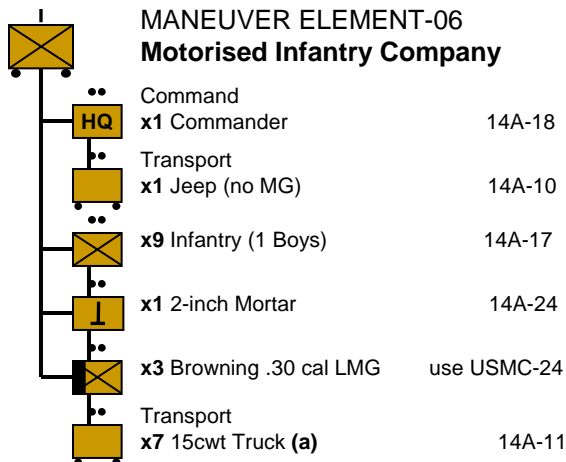 MANEUVER ELEMENT-06
Motorised Infantry Company
Command
HQ x1 Commander 14A-18
Transport
x1 Jeep (no MG) 14A-10
x9 Infantry (1 Boys) 14A-17
x1 2-inch Mortar 14A-24
x3 Browning .30 cal LMG use USMC-24
Transport
x7 15cwt Truck (a) 14A-11